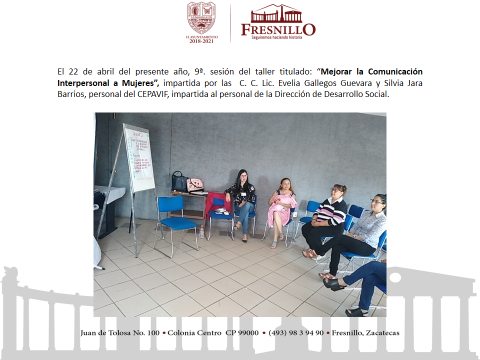 H. AYUNTAMIENTO
2018-2021
FRESNILLO
Seguiremos haciendo historia
El 22 de abril del presente año, 9ª. sesión del taller titulado: “Mejorar la Comunicación
Interpersonal a Mujeres”, impartida por las C. C. Lic. Evelia Gallegos Guevara y Silvia Jara
Barrios, personal del CEPAVIF, impartida al personal de la Dirección de Desarrollo Social.
Juan de Tolosa No. 100 • Colonia Centro CP 99000 • (493) 98 3 94 90 • Fresnillo, Zacatecas